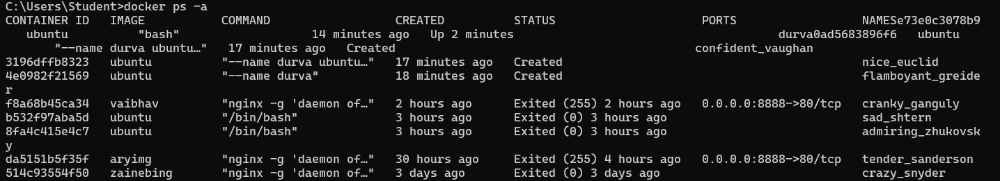 C:\Users\Student>docker ps -a
CONTAINER ID   IMAGE           COMMAND                  CREATED          STATUS                     PORTS                  NAMESe73e0c3078b9
   ubuntu          "bash"                   14 minutes ago   Up 2 minutes                                      durva0ad5683896f6   ubuntu
       "--name durva ubuntu…"   17 minutes ago   Created                                           confident_vaughan
3196dffb8323   ubuntu          "--name durva ubuntu…"   17 minutes ago   Created                                           nice_euclid
4e0982f21569   ubuntu          "--name durva"           18 minutes ago   Created                                           flamboyant_greide
r
f8a68b45ca34   vaibhav         "nginx -g 'daemon of…"   2 hours ago      Exited (255) 2 hours ago   0.0.0.0:8888->80/tcp   cranky_ganguly
b532f97aba5d   ubuntu          "/bin/bash"              3 hours ago      Exited (0) 3 hours ago                            sad_shtern
8fa4c415e4c7   ubuntu          "/bin/bash"              3 hours ago      Exited (0) 3 hours ago                            admiring_zhukovsk
y
da5151b5f35f   aryimg          "nginx -g 'daemon of…"   30 hours ago     Exited (255) 4 hours ago   0.0.0.0:8888->80/tcp   tender_sanderson
514c93554f50   zainebing       "nginx -g 'daemon of…"   3 days ago       Exited (0) 3 days ago                             crazy_snyder